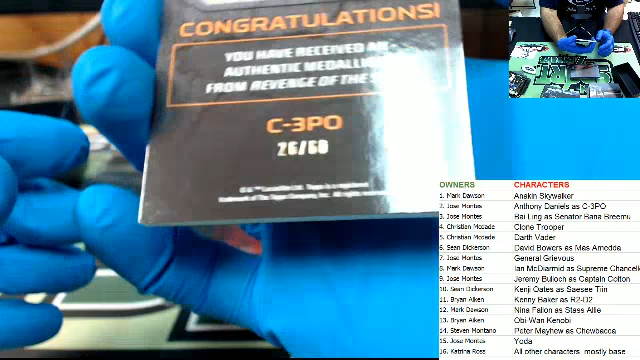 CONGRATULATIONS!
YOU HAVE RECEIVED AN
AUTHENTIC MEDALLION
FROM REVENGE OF THE
C-3PO
26/60
OWNERS CHARACTERS
1. Mark Dawson Anakin Skywalker
2. Jose Montes Anthony Daniels as C-3PO
3. Jose Montes Bai Ling as Senator Bana Breemu
4. Christian Mccade Clone Trooper
5. Christian Mccade Darth Vader
6. Sean Dickerson David Bowers as Mas Amedda
7. Jose Montes General Grievous
8. Mark Dawson Ian McDiarmid as Supreme Chancell
9. Jose Montes Jeremy Bulloch as Captain Colton
10. Sean Dickerson Kenji Oates as Saesee Tiin
11. Bryan Aiken Kenny Baker as R2-D2
12. Mark Dawson Nina Fallon as Stass Allie
13. Bryan Aiken Obi-Wan Kenobi
14. Steven Montano Peter Mayhew as Chewbacca
15. Jose Montes Yoda
16. Katrina Ross All other characters, mostly base